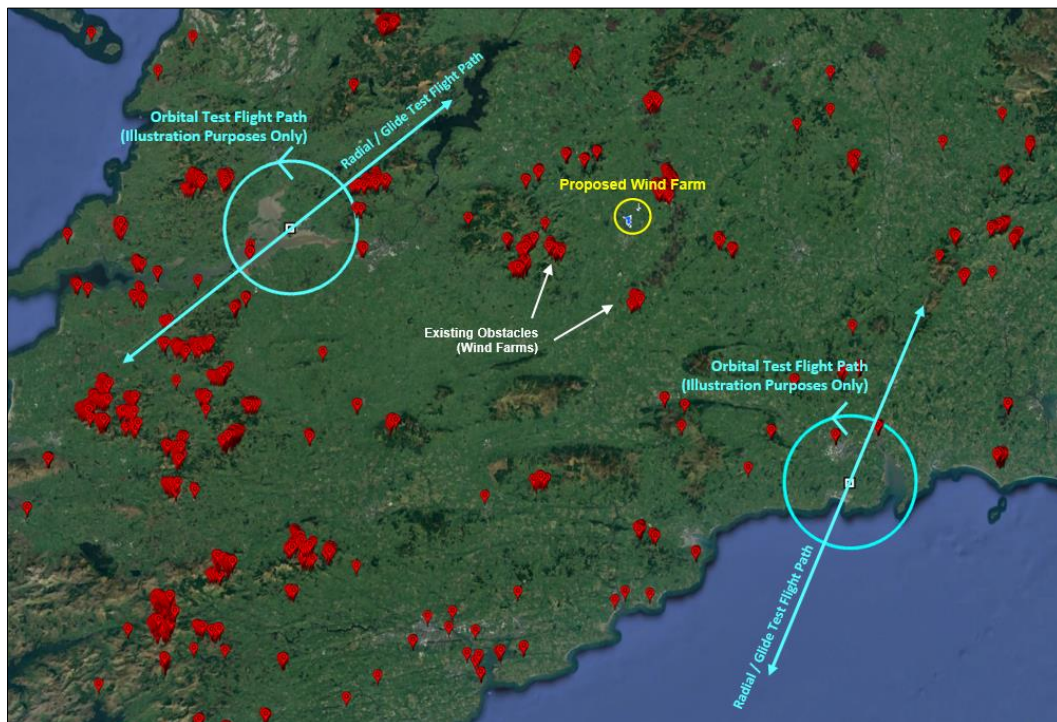 Orbital Test Flight Path
(Illustration Purposes Only)
Radial / Glide Test Flight Path
Proposed Wind Farm
Existing Obstacles
(Wind Farms)
Orbital Test Flight Path
(Illustration Purposes Only)
Radial / Glide Test Flight Path